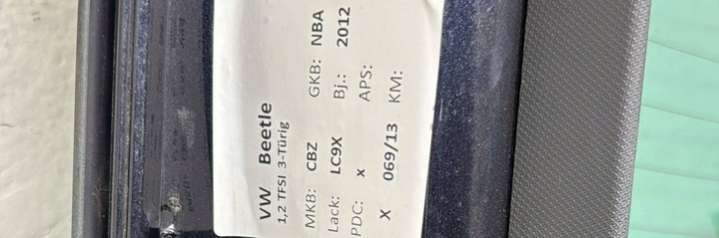 VW Beetle
1,2 TFSI 3-Türig
MKB: CBZ GKB: NBA
Lack: LC9X Bj.: 2012
PDC: x APS:
X 069/13 KM: